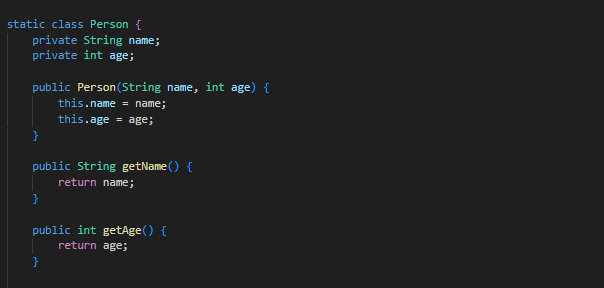 static class Person {
    private String name;
    private int age;

    public Person(String name, int age) {
        this.name = name;
        this.age = age;
    }

    public String getName() {
        return name;
    }

    public int getAge() {
        return age;
    }